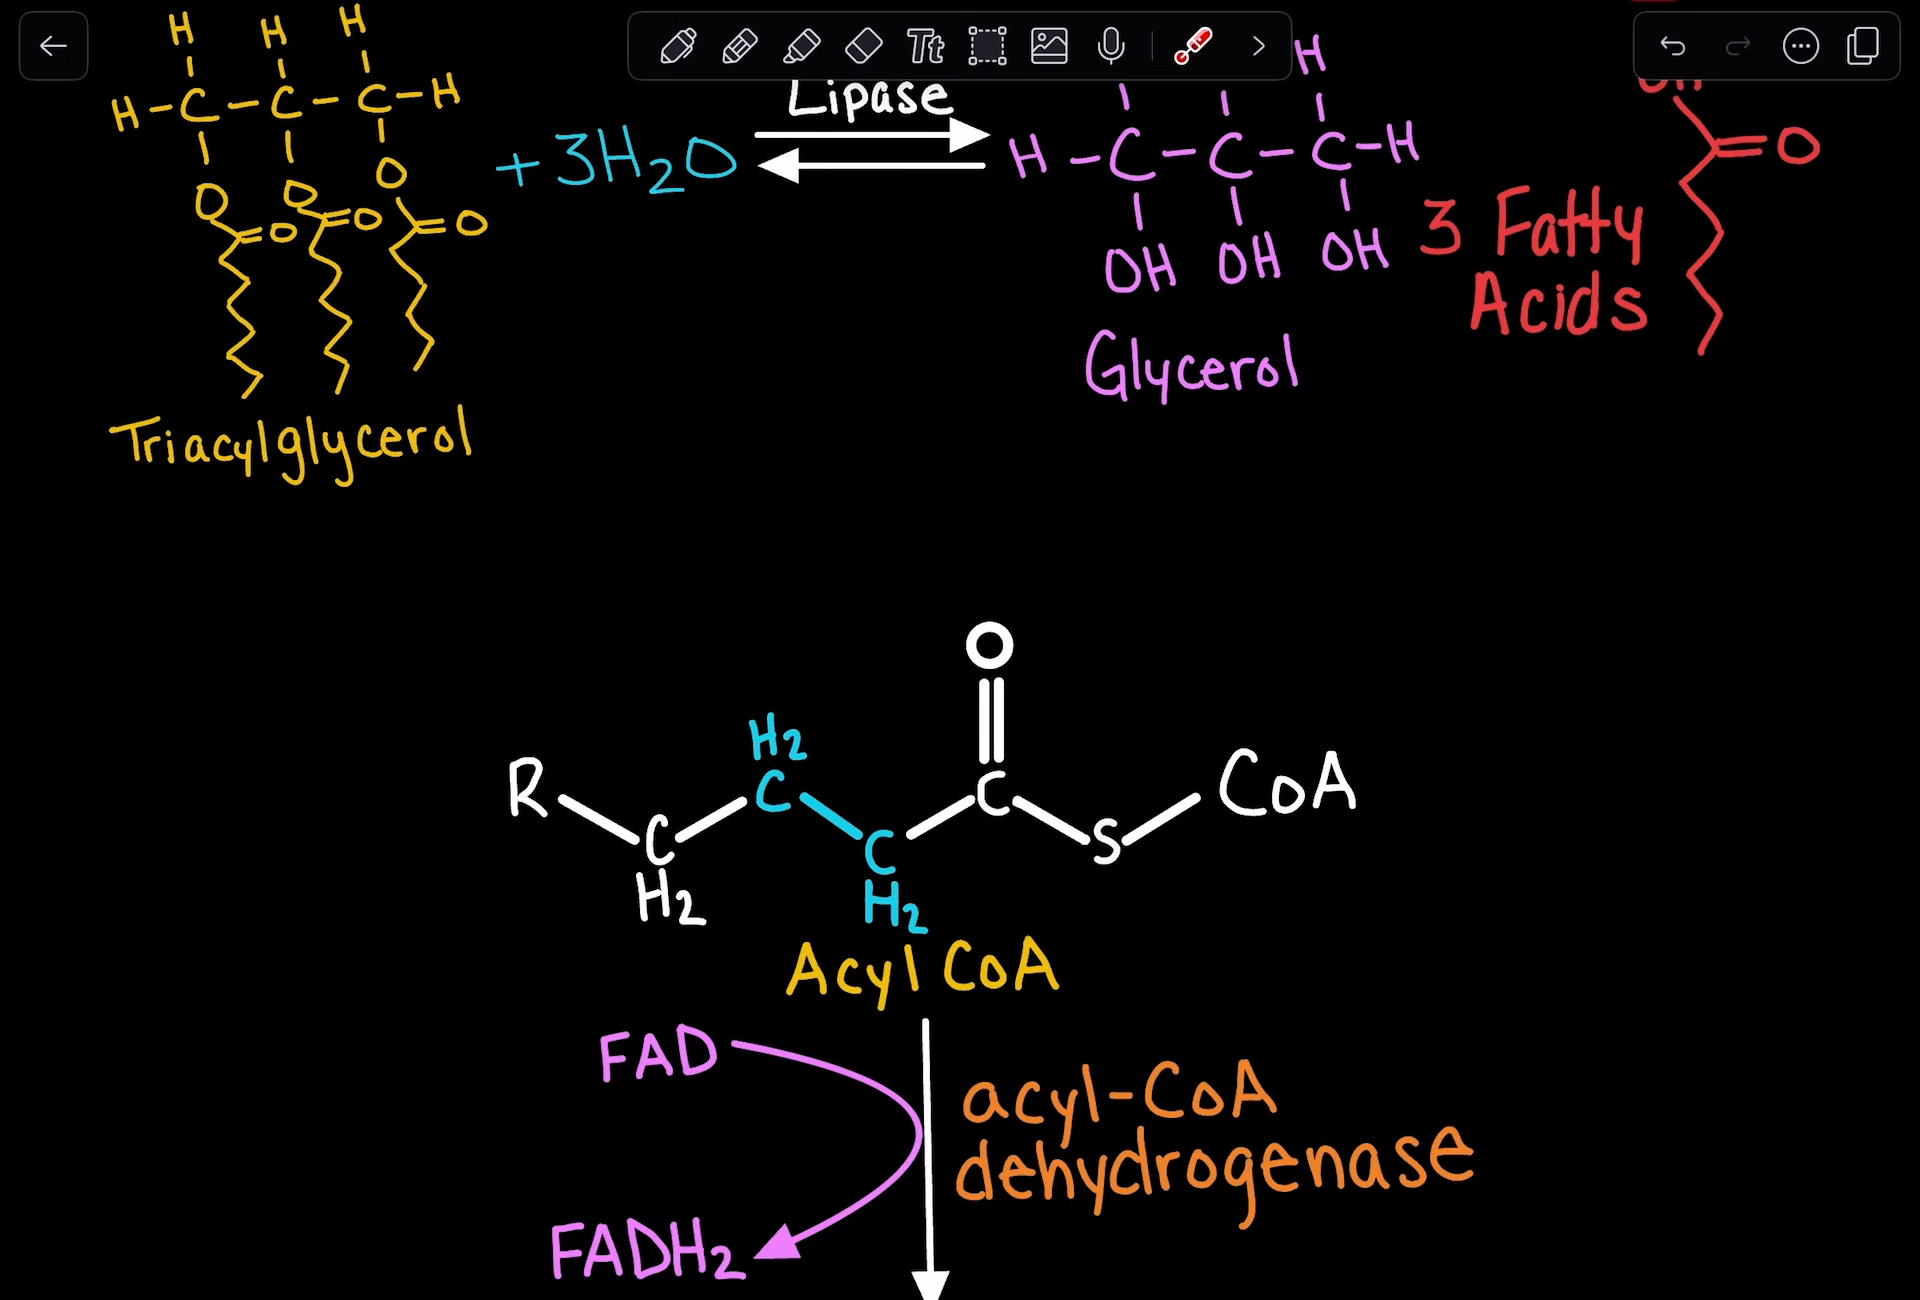 H H H
H-C-C-C-H
O O O
=O =O =O
Triacylglycerol
+ 3H2O
Lipase
H
H-C-C-C-H
OH OH OH
Glycerol
3 Fatty
Acids
=O
Tt
O
H2
R C C C C S CoA
H2 H2
Acyl CoA
FAD
acyl-CoA
dehydrogenase
FADH2